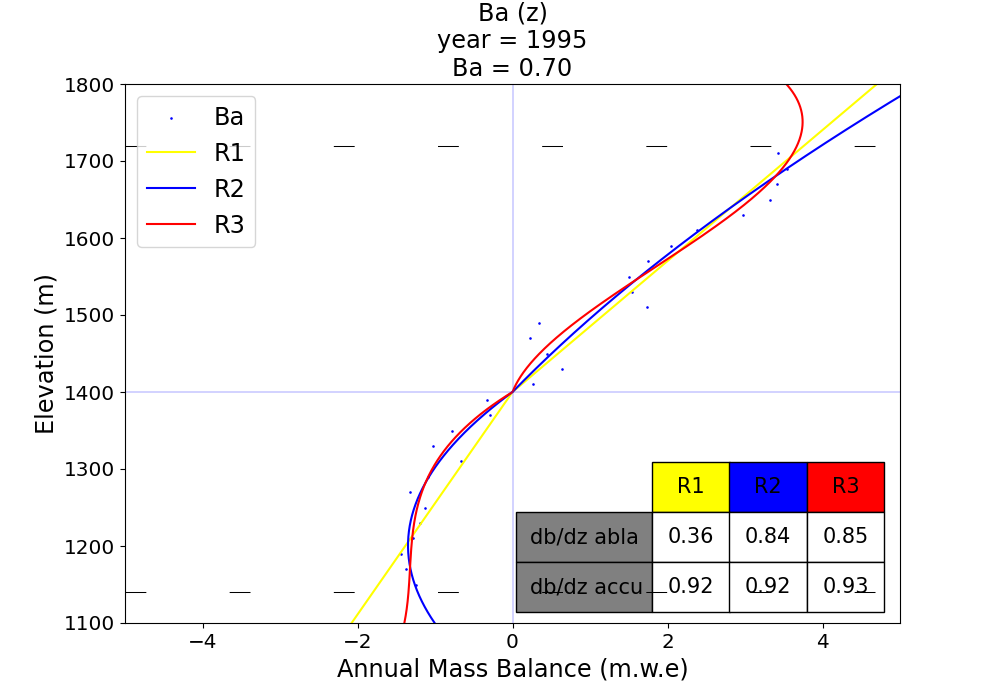 Ba (z)
year = 1995
Ba = 0.70
1800
1700
1600
1500
1400
1300
1200
1100
Elevation (m)
Ba
R1
R2
R3
R1 R2 R3
db/dz abla 0.36 0.84 0.85
db/dz accu 0.92 0.92 0.93
−4 −2 0 2 4
Annual Mass Balance (m.w.e)